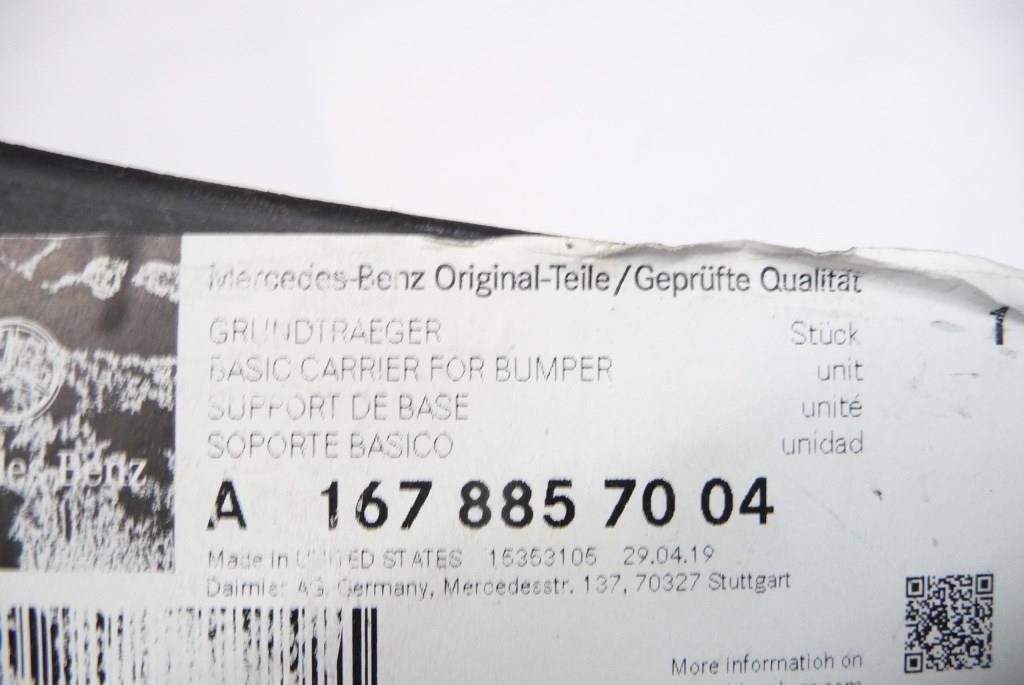 Mercedes-Benz Original-Teile/Geprüfte Qualität
GRUNDTRAEGER Stück 1
BASIC CARRIER FOR BUMPER unit
SUPPORT DE BASE unité
SOPORTE BASICO unidad
des-Benz
A 167 885 70 04
Made in UNITED STATES 15353105 29.04.19
Daimler AG, Germany, Mercedesstr. 137, 70327 Stuttgart
More information on